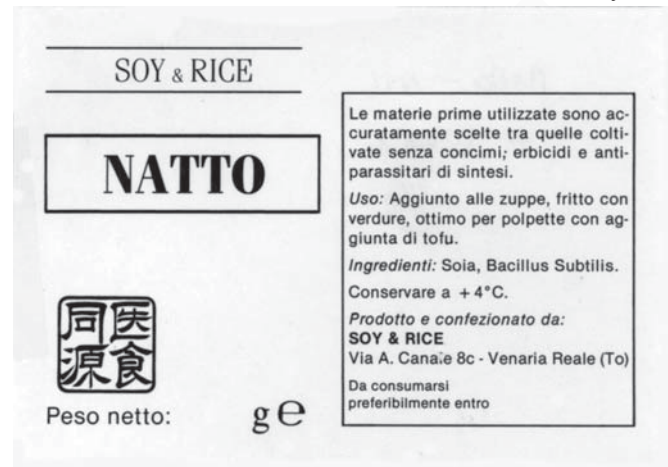 SOY & RICE
NATTO
医食
同源
Peso netto: g℮
Le materie prime utilizzate sono ac-
curatamente scelte tra quelle colti-
vate senza concimi; erbicidi e anti-
parassitari di sintesi.
Uso: Aggiunto alle zuppe, fritto con
verdure, ottimo per polpette con ag-
giunta di tofu.
Ingredienti: Soia, Bacillus Subtilis.
Conservare a + 4°C.
Prodotto e confezionato da:
SOY & RICE
Via A. Canale 8c - Venaria Reale (To)
Da consumarsi
preferibilmente entro